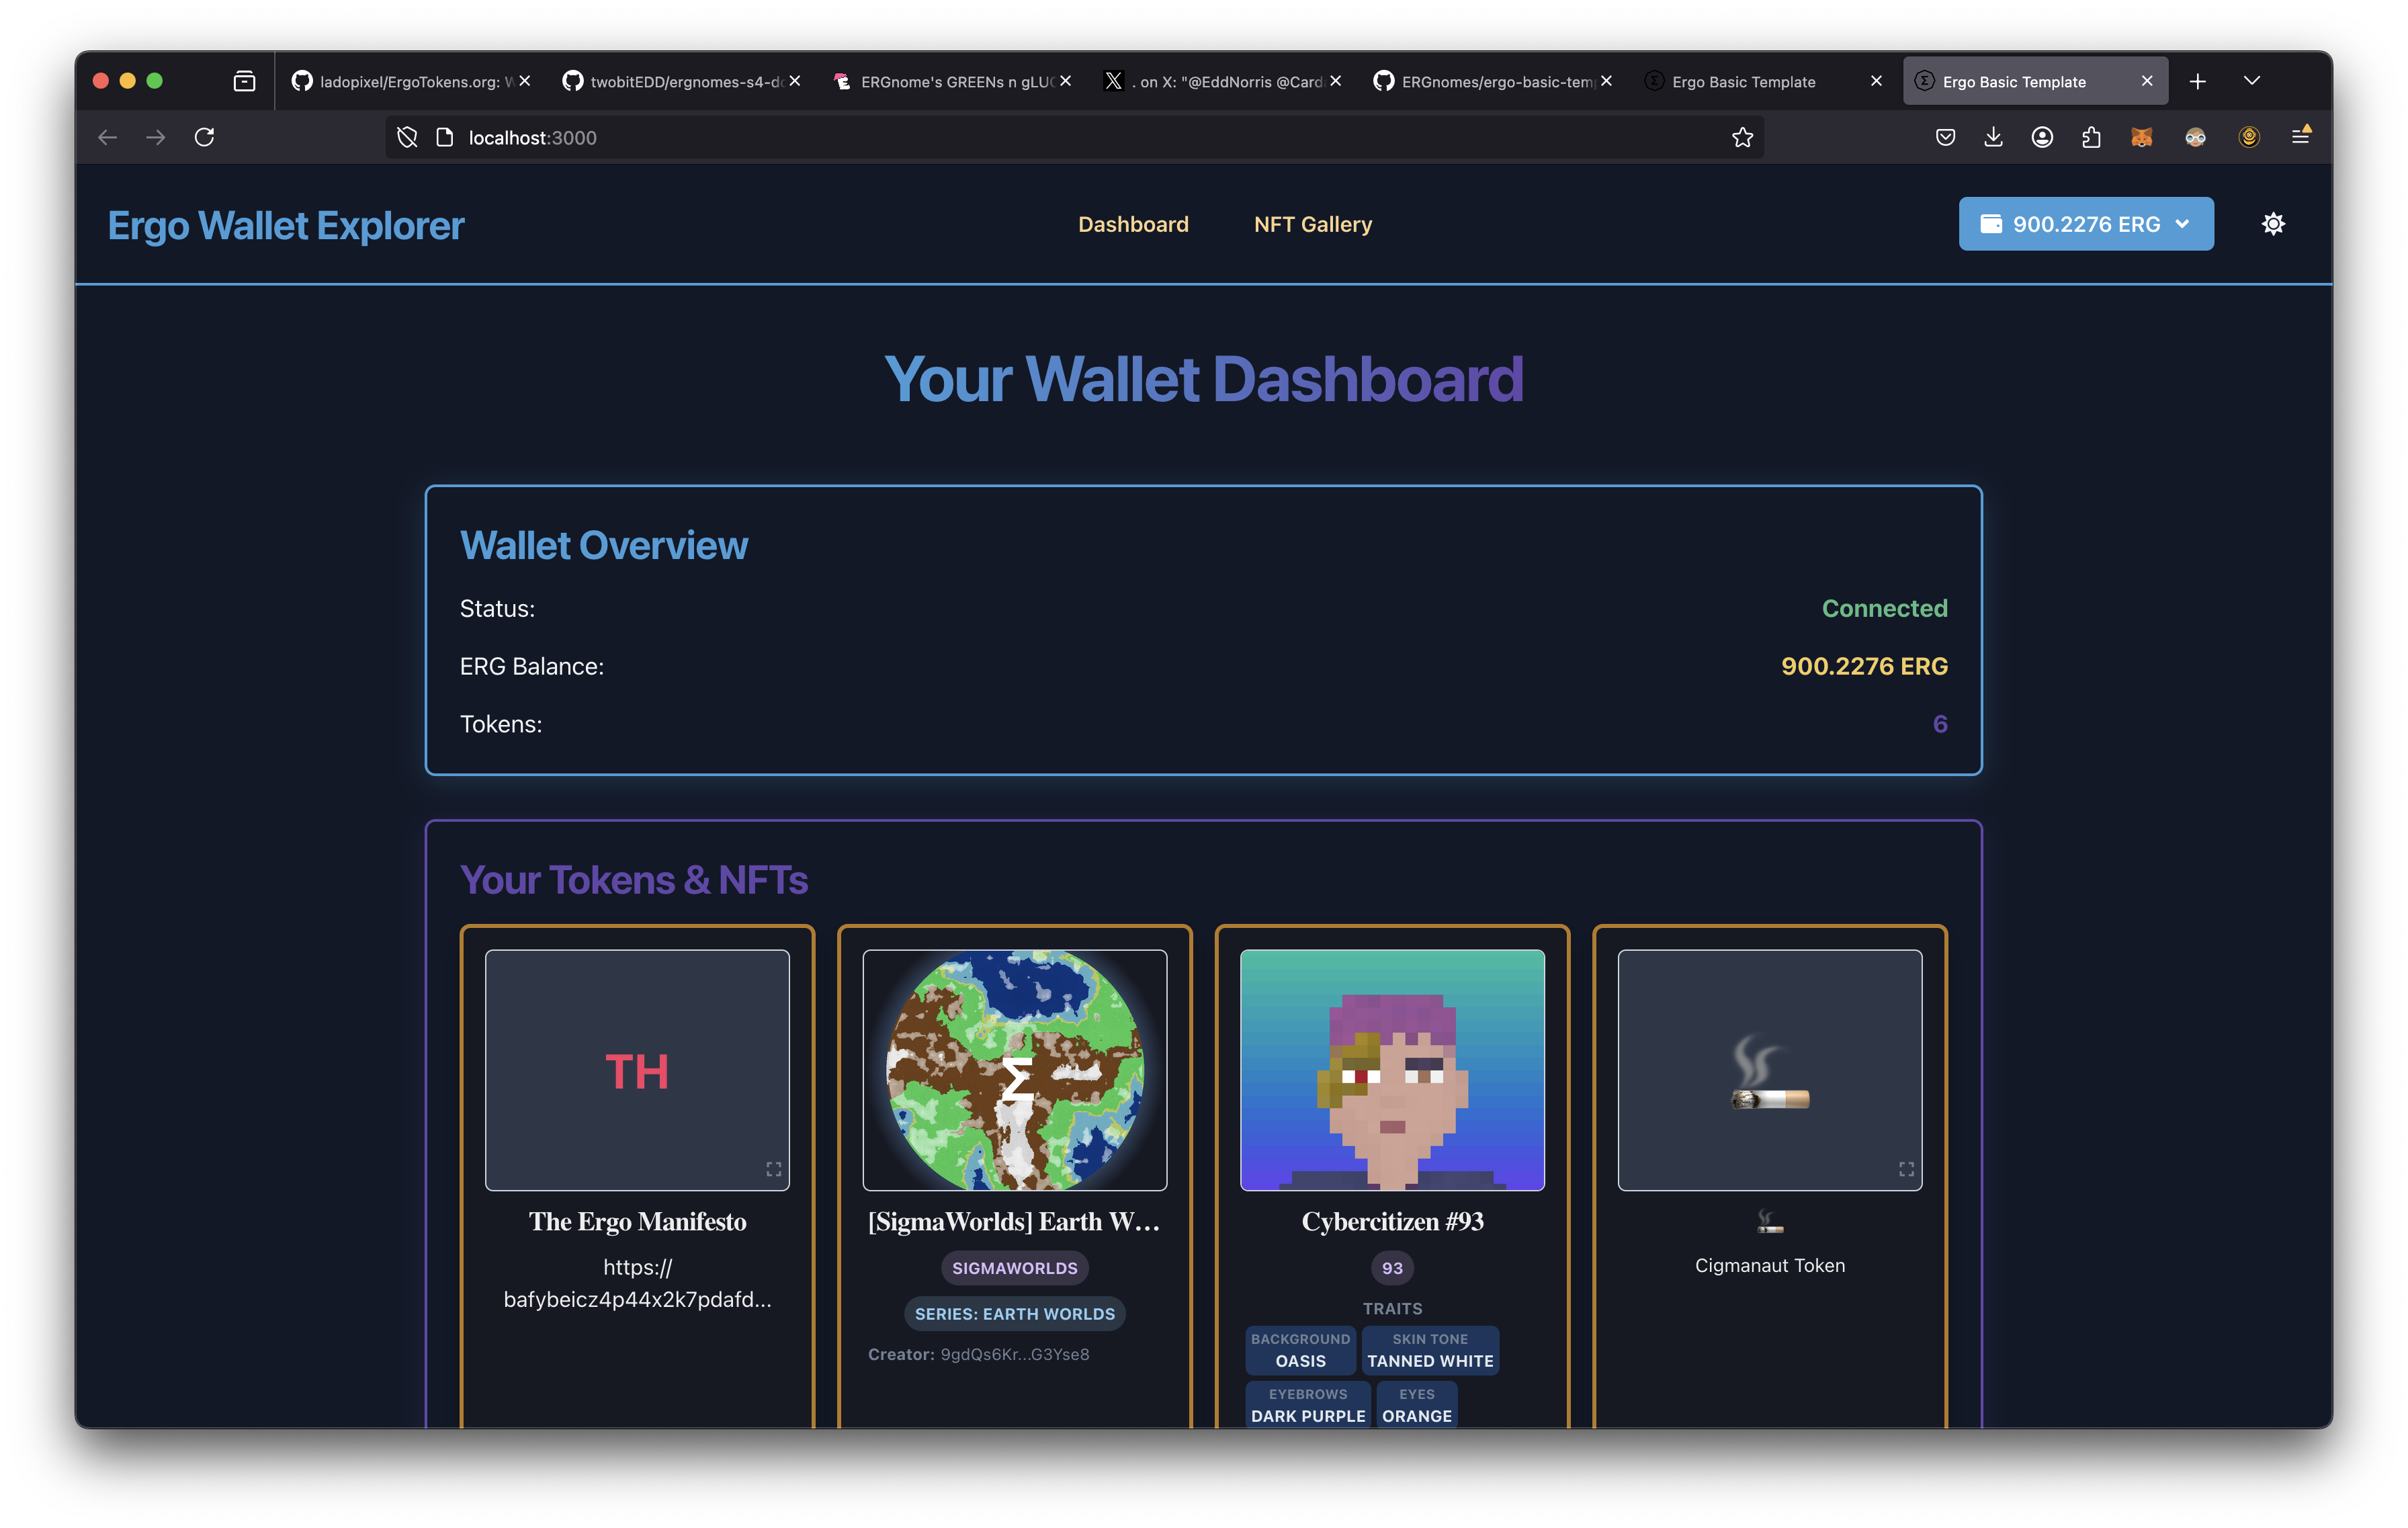 ladopixel/ErgoTokens.org: W
twobitEDD/ergnomes-s4-do
ERGnome's GREENs n gLUC
. on X: "@EddNorris @Card
ERGnomes/ergo-basic-tem
Ergo Basic Template
Ergo Basic Template
localhost:3000
Ergo Wallet Explorer
Dashboard
NFT Gallery
900.2276 ERG
Your Wallet Dashboard
Wallet Overview
Status:
Connected
ERG Balance:
900.2276 ERG
Tokens:
6
Your Tokens & NFTs
TH
The Ergo Manifesto
https://
bafybeicz4p44x2k7pdafd...
Σ
[SigmaWorlds] Earth W...
SIGMAWORLDS
SERIES: EARTH WORLDS
Creator: 9gdQs6Kr...G3Yse8
Cybercitizen #93
93
TRAITS
BACKGROUND
OASIS
SKIN TONE
TANNED WHITE
EYEBROWS
DARK PURPLE
EYES
ORANGE
Cigmanaut Token